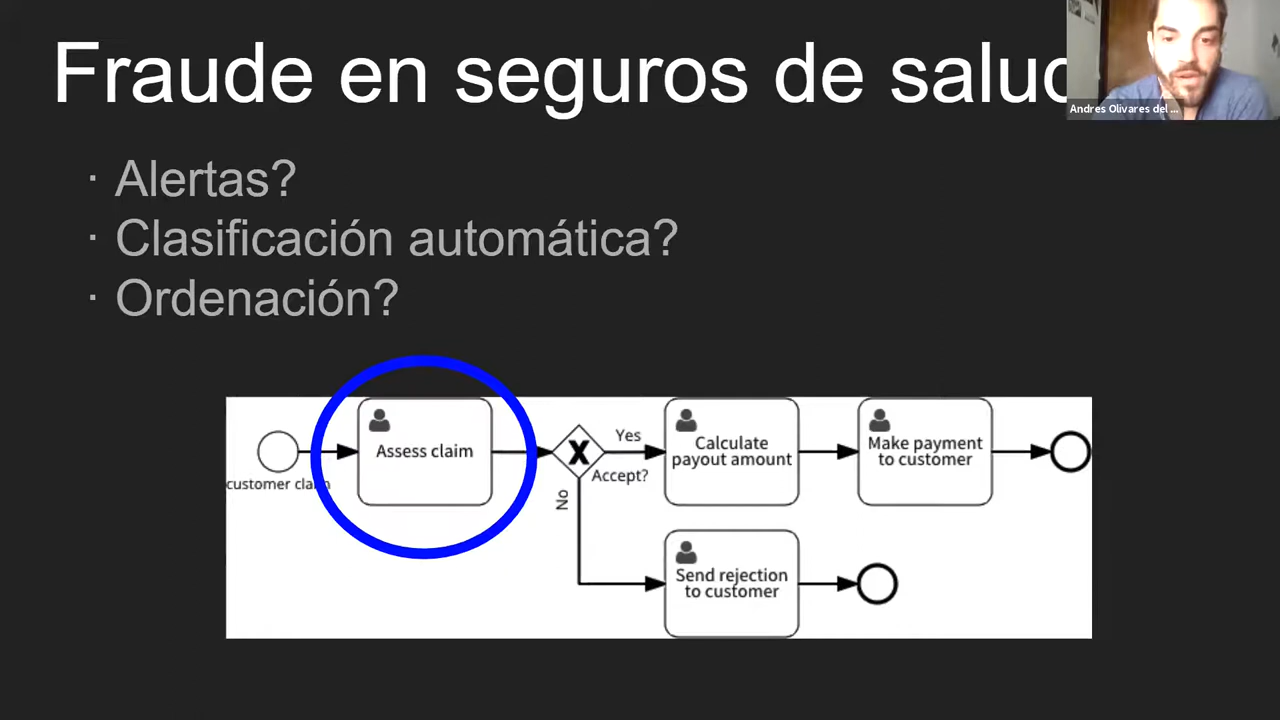 Fraude en seguros de salud
Andres Olivares del ...
· Alertas?
· Clasificación automática?
· Ordenación?
customer claim
Assess claim
X
Yes
Accept?
No
Calculate
payout amount
Make payment
to customer
Send rejection
to customer